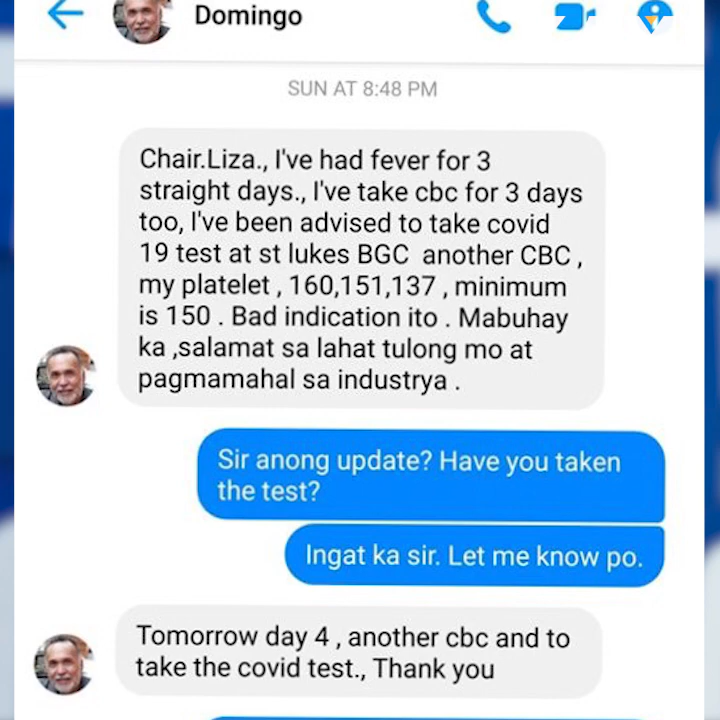 Domingo
SUN AT 8:48 PM
Chair.Liza., I've had fever for 3
straight days., I've take cbc for 3 days
too, I've been advised to take covid
19 test at st lukes BGC another CBC ,
my platelet , 160,151,137 , minimum
is 150 . Bad indication ito . Mabuhay
ka ,salamat sa lahat tulong mo at
pagmamahal sa industrya .
Sir anong update? Have you taken
the test?
Ingat ka sir. Let me know po.
Tomorrow day 4 , another cbc and to
take the covid test., Thank you